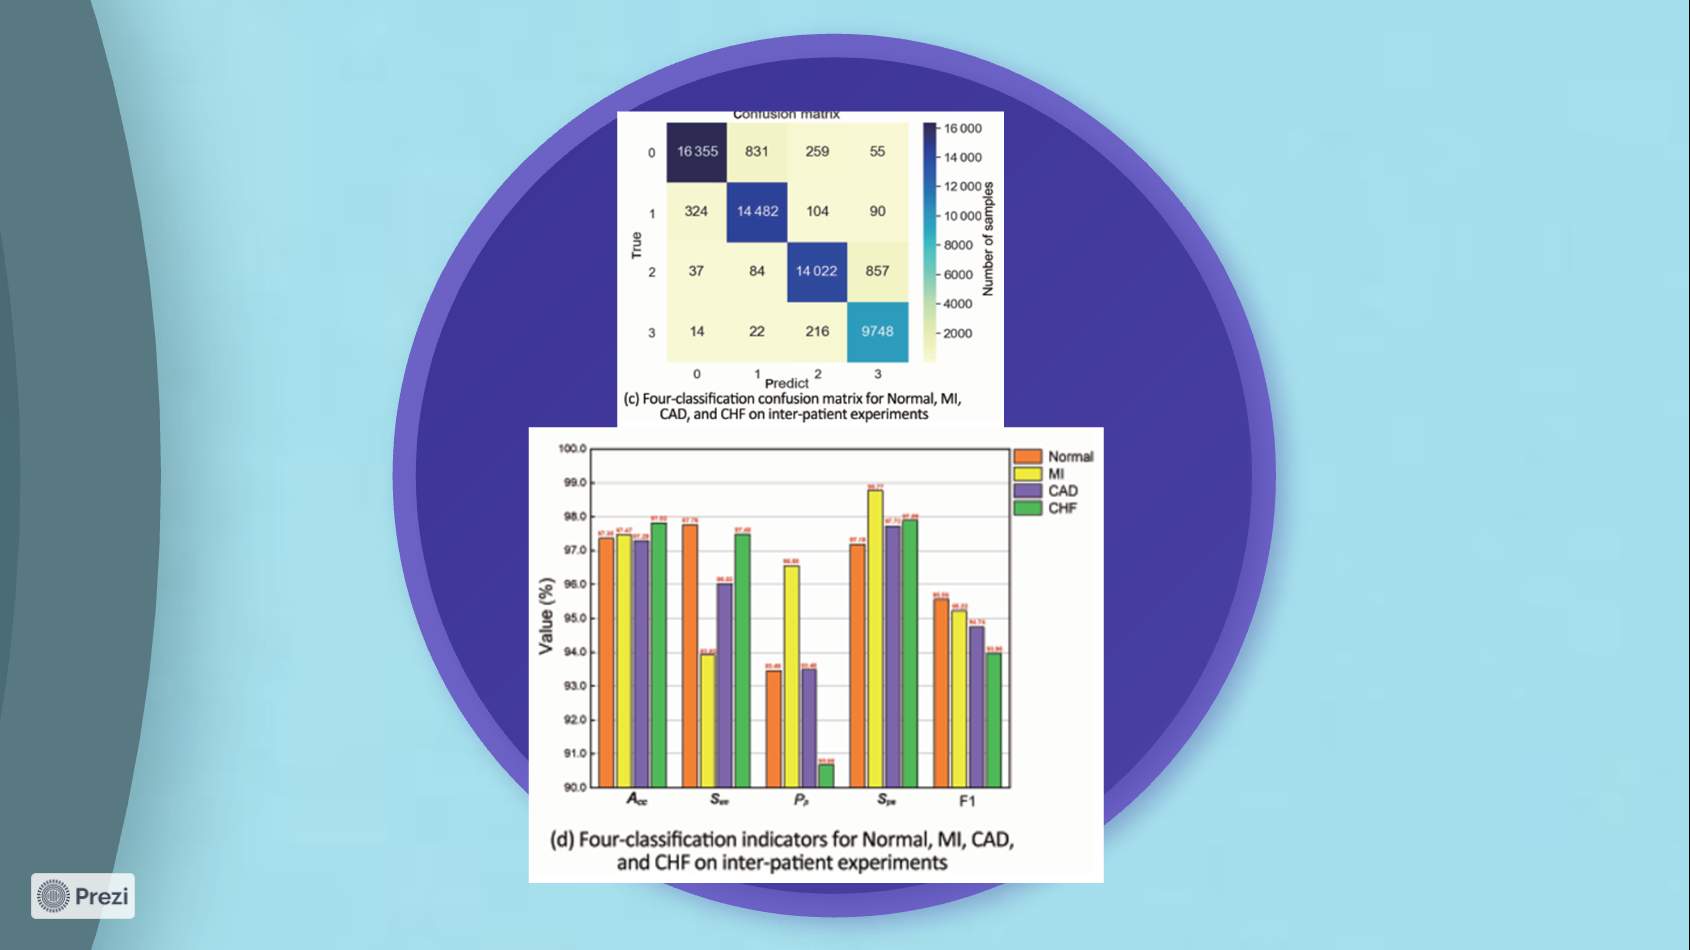 Confusion matrix
0 16 355 831 259 55
1 324 14 482 104 90
2 37 84 14 022 857
3 14 22 216 9748
0 1 2 3
True
Predict
16 000
14 000
12 000
10 000
8000
6000
4000
2000
Number of samples
(c) Four-classification confusion matrix for Normal, MI,
CAD, and CHF on inter-patient experiments
100.0
99.0
98.0
97.0
96.0
95.0
94.0
93.0
92.0
91.0
90.0
Value (%)
Normal
MI
CAD
CHF
Acc
F1
(d) Four-classification indicators for Normal, MI, CAD,
and CHF on inter-patient experiments
Prezi